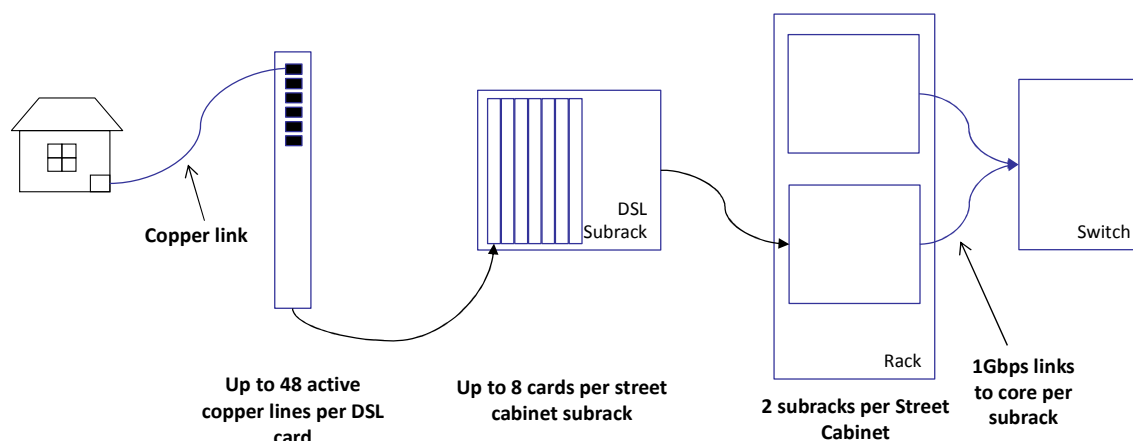 Copper link
DSL
Subrack
Switch
Rack
Up to 48 active
copper lines per DSL
card
Up to 8 cards per street
cabinet subrack
2 subracks per Street
Cabinet
1Gbps links
to core per
subrack